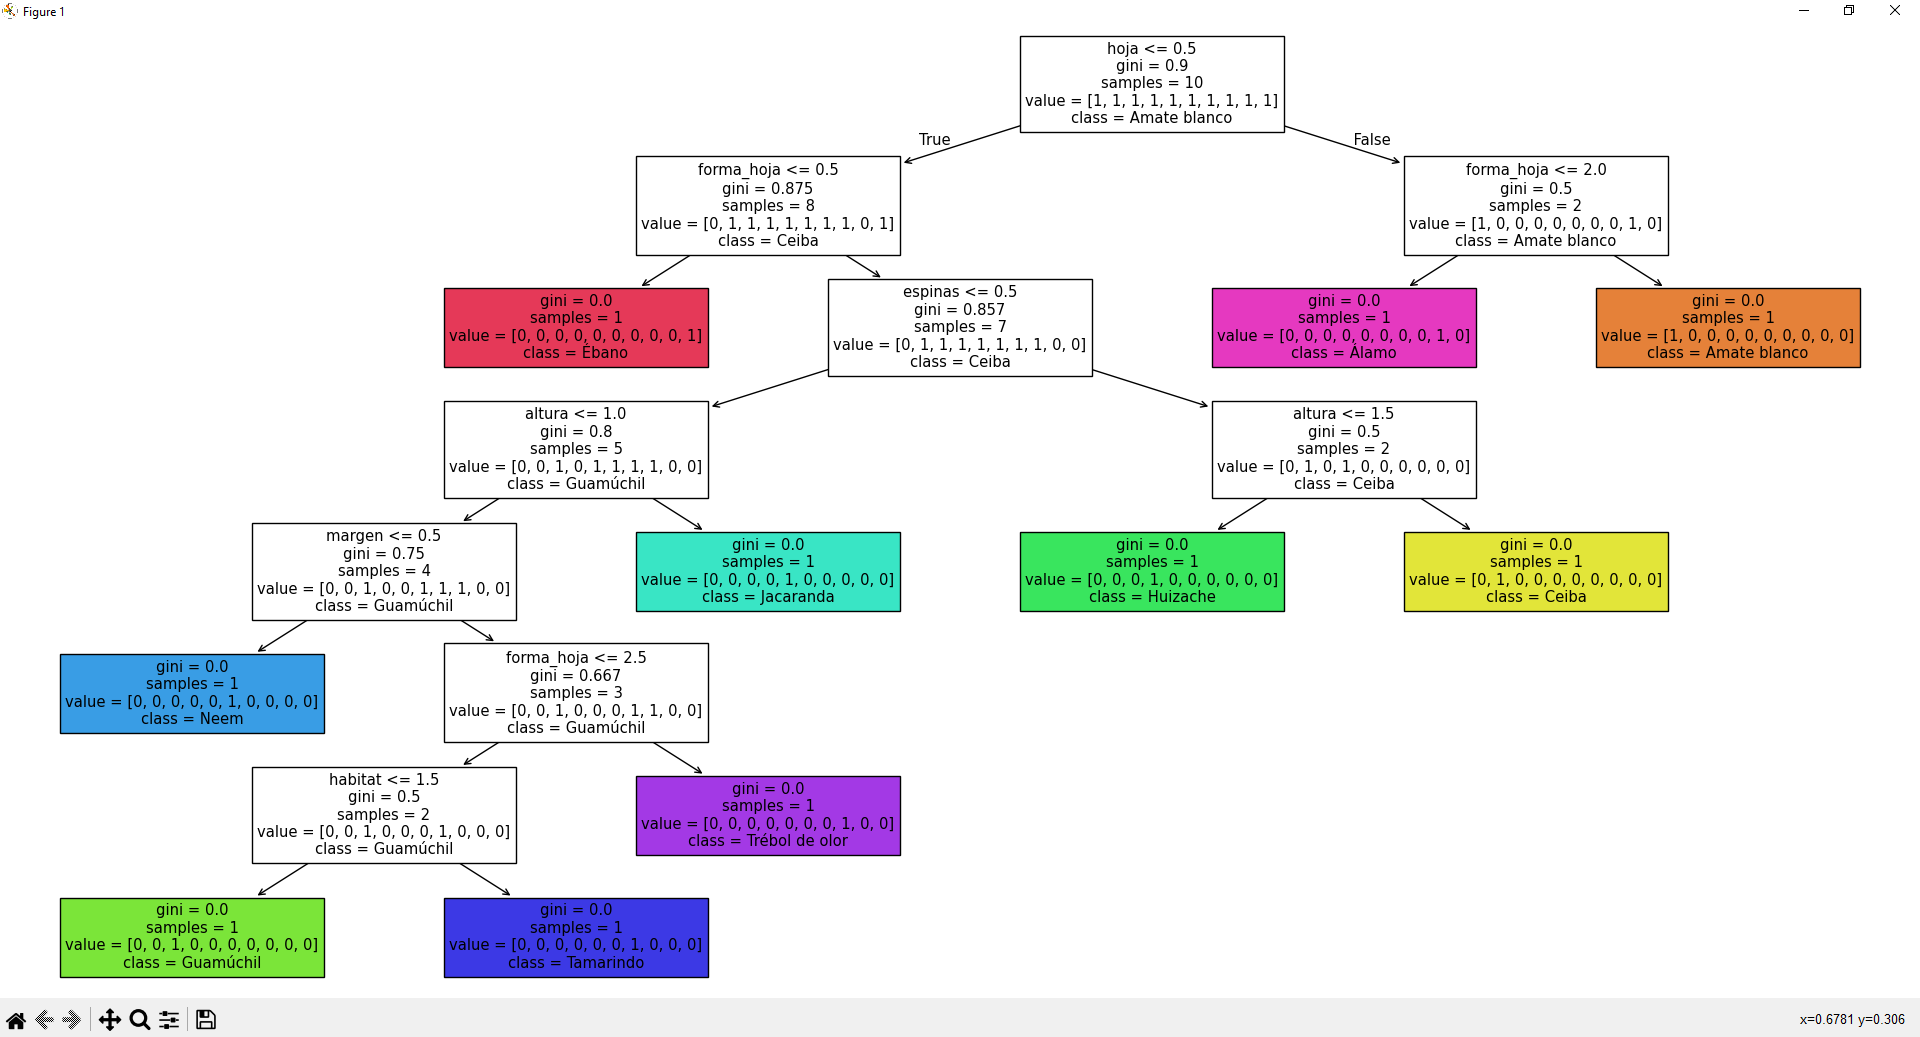 Figure 1
hoja <= 0.5
gini = 0.9
samples = 10
value = [1, 1, 1, 1, 1, 1, 1, 1, 1, 1]
class = Amate blanco
True
False
forma_hoja <= 0.5
gini = 0.875
samples = 8
value = [0, 1, 1, 1, 1, 1, 1, 1, 0, 1]
class = Ceiba
forma_hoja <= 2.0
gini = 0.5
samples = 2
value = [1, 0, 0, 0, 0, 0, 0, 0, 1, 0]
class = Amate blanco
gini = 0.0
samples = 1
value = [0, 0, 0, 0, 0, 0, 0, 0, 0, 1]
class = Ébano
espinas <= 0.5
gini = 0.857
samples = 7
value = [0, 1, 1, 1, 1, 1, 1, 1, 0, 0]
class = Ceiba
gini = 0.0
samples = 1
value = [0, 0, 0, 0, 0, 0, 0, 0, 1, 0]
class = Álamo
gini = 0.0
samples = 1
value = [1, 0, 0, 0, 0, 0, 0, 0, 0, 0]
class = Amate blanco
altura <= 1.0
gini = 0.8
samples = 5
value = [0, 0, 1, 0, 1, 1, 1, 1, 0, 0]
class = Guamúchil
altura <= 1.5
gini = 0.5
samples = 2
value = [0, 1, 0, 1, 0, 0, 0, 0, 0, 0]
class = Ceiba
margen <= 0.5
gini = 0.75
samples = 4
value = [0, 0, 1, 0, 0, 1, 1, 1, 0, 0]
class = Guamúchil
gini = 0.0
samples = 1
value = [0, 0, 0, 0, 1, 0, 0, 0, 0, 0]
class = Jacaranda
gini = 0.0
samples = 1
value = [0, 0, 0, 1, 0, 0, 0, 0, 0, 0]
class = Huizache
gini = 0.0
samples = 1
value = [0, 1, 0, 0, 0, 0, 0, 0, 0, 0]
class = Ceiba
gini = 0.0
samples = 1
value = [0, 0, 0, 0, 0, 1, 0, 0, 0, 0]
class = Neem
forma_hoja <= 2.5
gini = 0.667
samples = 3
value = [0, 0, 1, 0, 0, 0, 1, 1, 0, 0]
class = Guamúchil
habitat <= 1.5
gini = 0.5
samples = 2
value = [0, 0, 1, 0, 0, 0, 1, 0, 0, 0]
class = Guamúchil
gini = 0.0
samples = 1
value = [0, 0, 0, 0, 0, 0, 0, 1, 0, 0]
class = Trébol de olor
gini = 0.0
samples = 1
value = [0, 0, 1, 0, 0, 0, 0, 0, 0, 0]
class = Guamúchil
gini = 0.0
samples = 1
value = [0, 0, 0, 0, 0, 0, 1, 0, 0, 0]
class = Tamarindo
x=0.6781 y=0.306